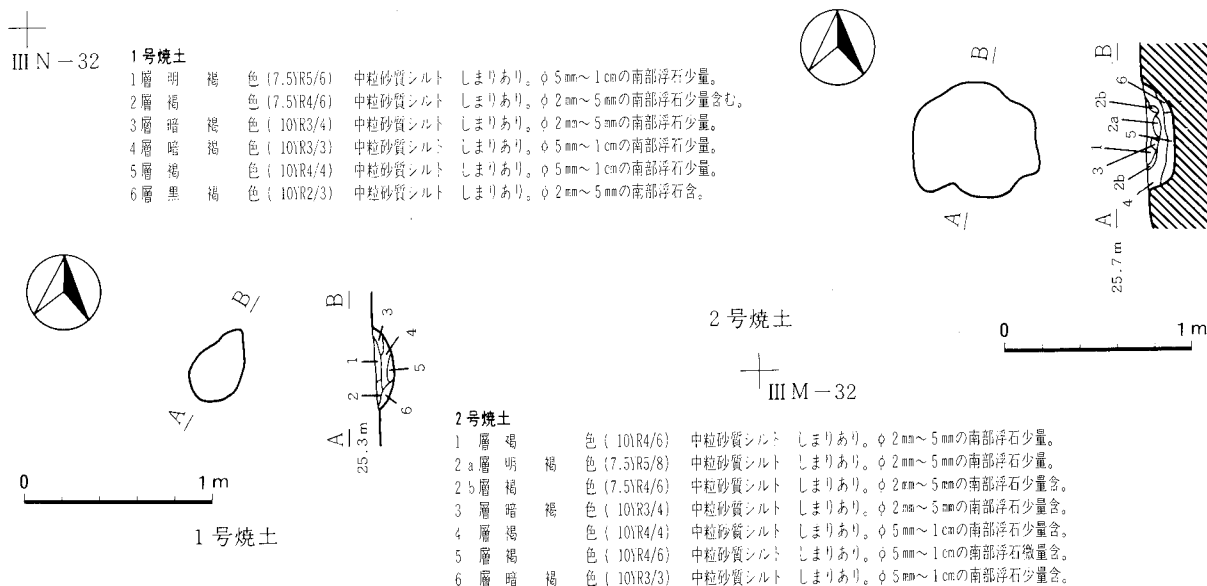 ⅢN－32
1号焼土
1層 明褐色 (7.5YR5/6) 中粒砂質シルト しまりあり。φ5㎜～1㎝の南部浮石少量。
2層 褐色 (7.5YR4/6) 中粒砂質シルト しまりあり。φ2㎜～5㎜の南部浮石少量含む。
3層 暗褐色 (10YR3/4) 中粒砂質シルト しまりあり。φ2㎜～5㎜の南部浮石少量。
4層 暗褐色 (10YR3/3) 中粒砂質シルト しまりあり。φ5㎜～1㎝の南部浮石少量。
5層 褐色 (10YR4/4) 中粒砂質シルト しまりあり。φ5㎜～1㎝の南部浮石少量。
6層 黒褐色 (10YR2/3) 中粒砂質シルト しまりあり。φ2㎜～5㎜の南部浮石含。
B
A
B
6
2b
2a
5
1
3
2b
4
A
25.7m
2号焼土
0 1m
B
A
B
3
4
1
5
2
6
A
25.3m
0 1m
1号焼土
ⅢM－32
2号焼土
1層 褐色 (10YR4/6) 中粒砂質シルト しまりあり。φ2㎜～5㎜の南部浮石少量。
2a層 明褐色 (7.5YR5/8) 中粒砂質シルト しまりあり。φ2㎜～5㎜の南部浮石少量。
2b層 褐色 (7.5YR4/6) 中粒砂質シルト しまりあり。φ2㎜～5㎜の南部浮石少量含。
3層 暗褐色 (10YR3/4) 中粒砂質シルト しまりあり。φ2㎜～5㎜の南部浮石少量含。
4層 褐色 (10YR4/4) 中粒砂質シルト しまりあり。φ5㎜～1㎝の南部浮石少量含。
5層 褐色 (10YR4/6) 中粒砂質シルト しまりあり。φ5㎜～1㎝の南部浮石微量含。
6層 暗褐色 (10YR3/3) 中粒砂質シルト しまりあり。φ5㎜～1㎝の南部浮石少量含。